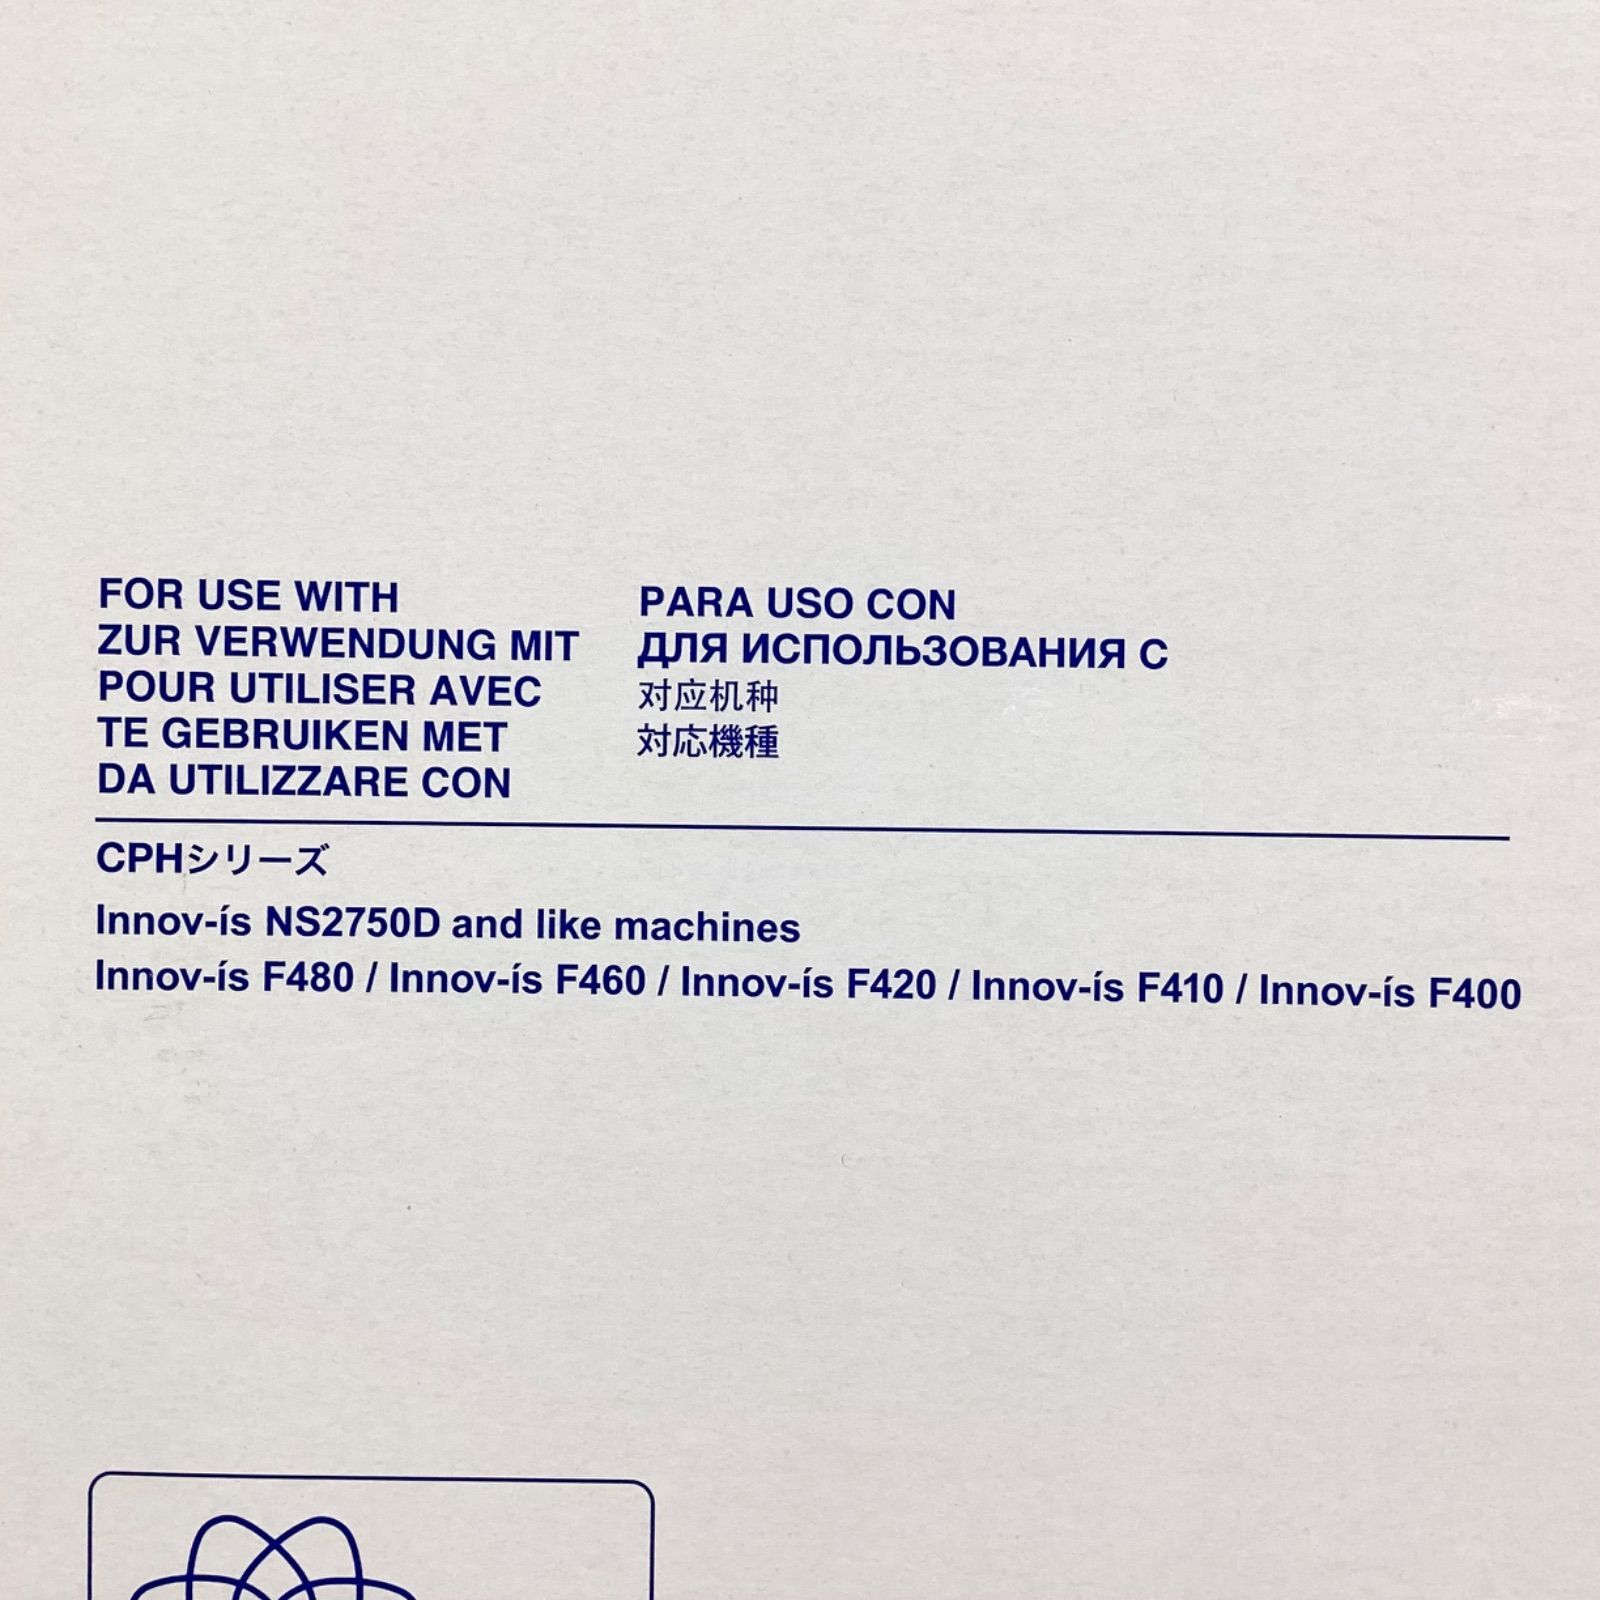 FOR USE WITH
ZUR VERWENDUNG MIT
POUR UTILISER AVEC
TE GEBRUIKEN MET
DA UTILIZZARE CON
PARA USO CON
ДЛЯ ИСПОЛЬЗОВАНИЯ С
对应机种
対応機種
CPHシリーズ
Innov-ís NS2750D and like machines
Innov-ís F480 / Innov-ís F460 / Innov-ís F420 / Innov-ís F410 / Innov-ís F400